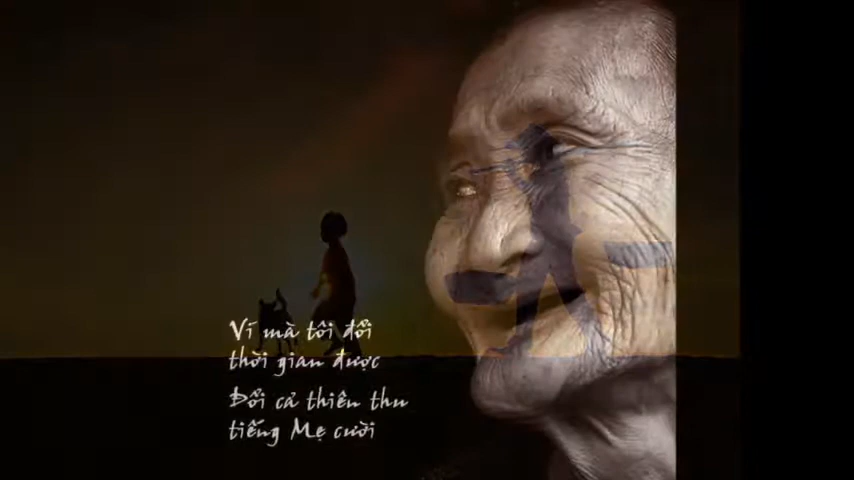 Ví mà tôi đổi
thời gian được
Đổi cả thiên thu
tiếng Mẹ cười